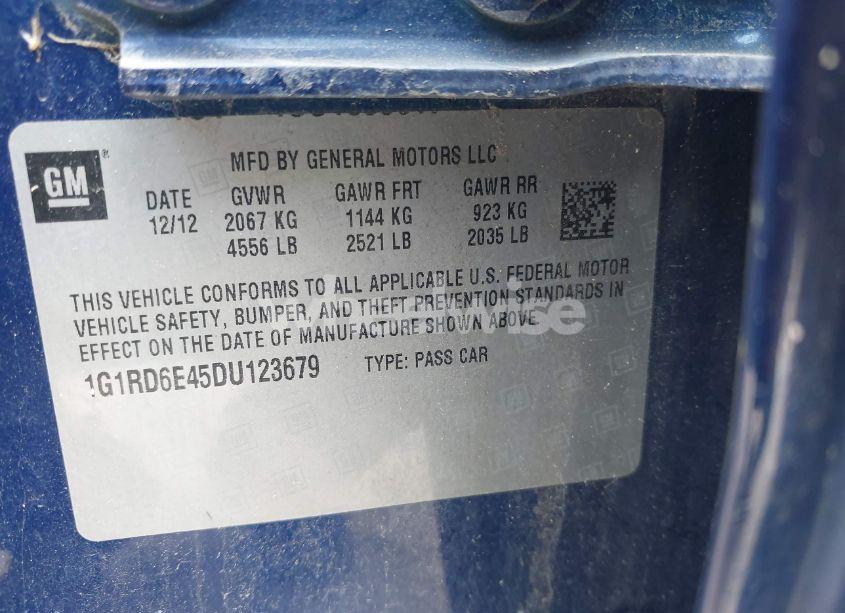 GM
MFD BY GENERAL MOTORS LLC
DATE GVWR GAWR FRT GAWR RR
12/12 2067 KG 1144 KG 923 KG
4556 LB 2521 LB 2035 LB
THIS VEHICLE CONFORMS TO ALL APPLICABLE U.S. FEDERAL MOTOR
VEHICLE SAFETY, BUMPER, AND THEFT PREVENTION STANDARDS IN
EFFECT ON THE DATE OF MANUFACTURE SHOWN ABOVE
1G1RD6E45DU123679 TYPE: PASS CAR